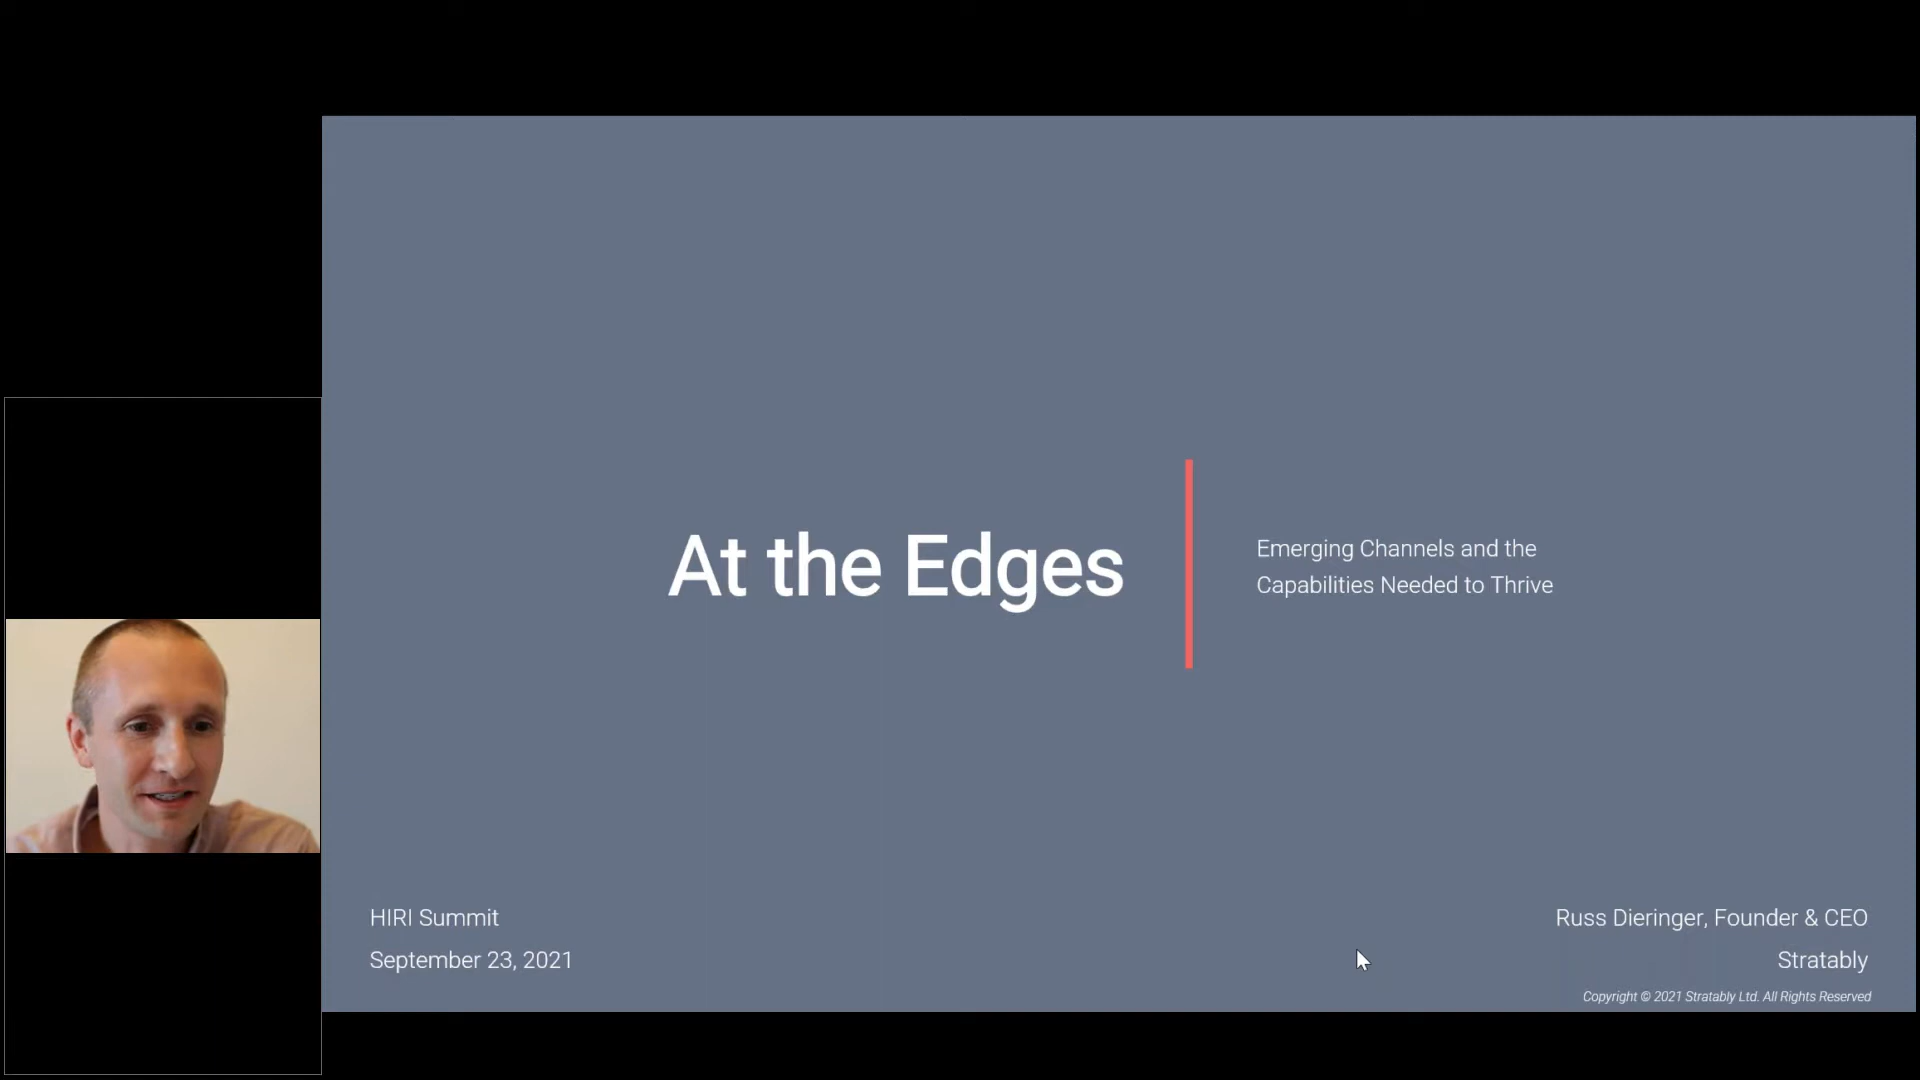 At the Edges
Emerging Channels and the
Capabilities Needed to Thrive
HIRI Summit
September 23, 2021
Russ Dieringer, Founder & CEO
Stratably
Copyright © 2021 Stratably Ltd. All Rights Reserved